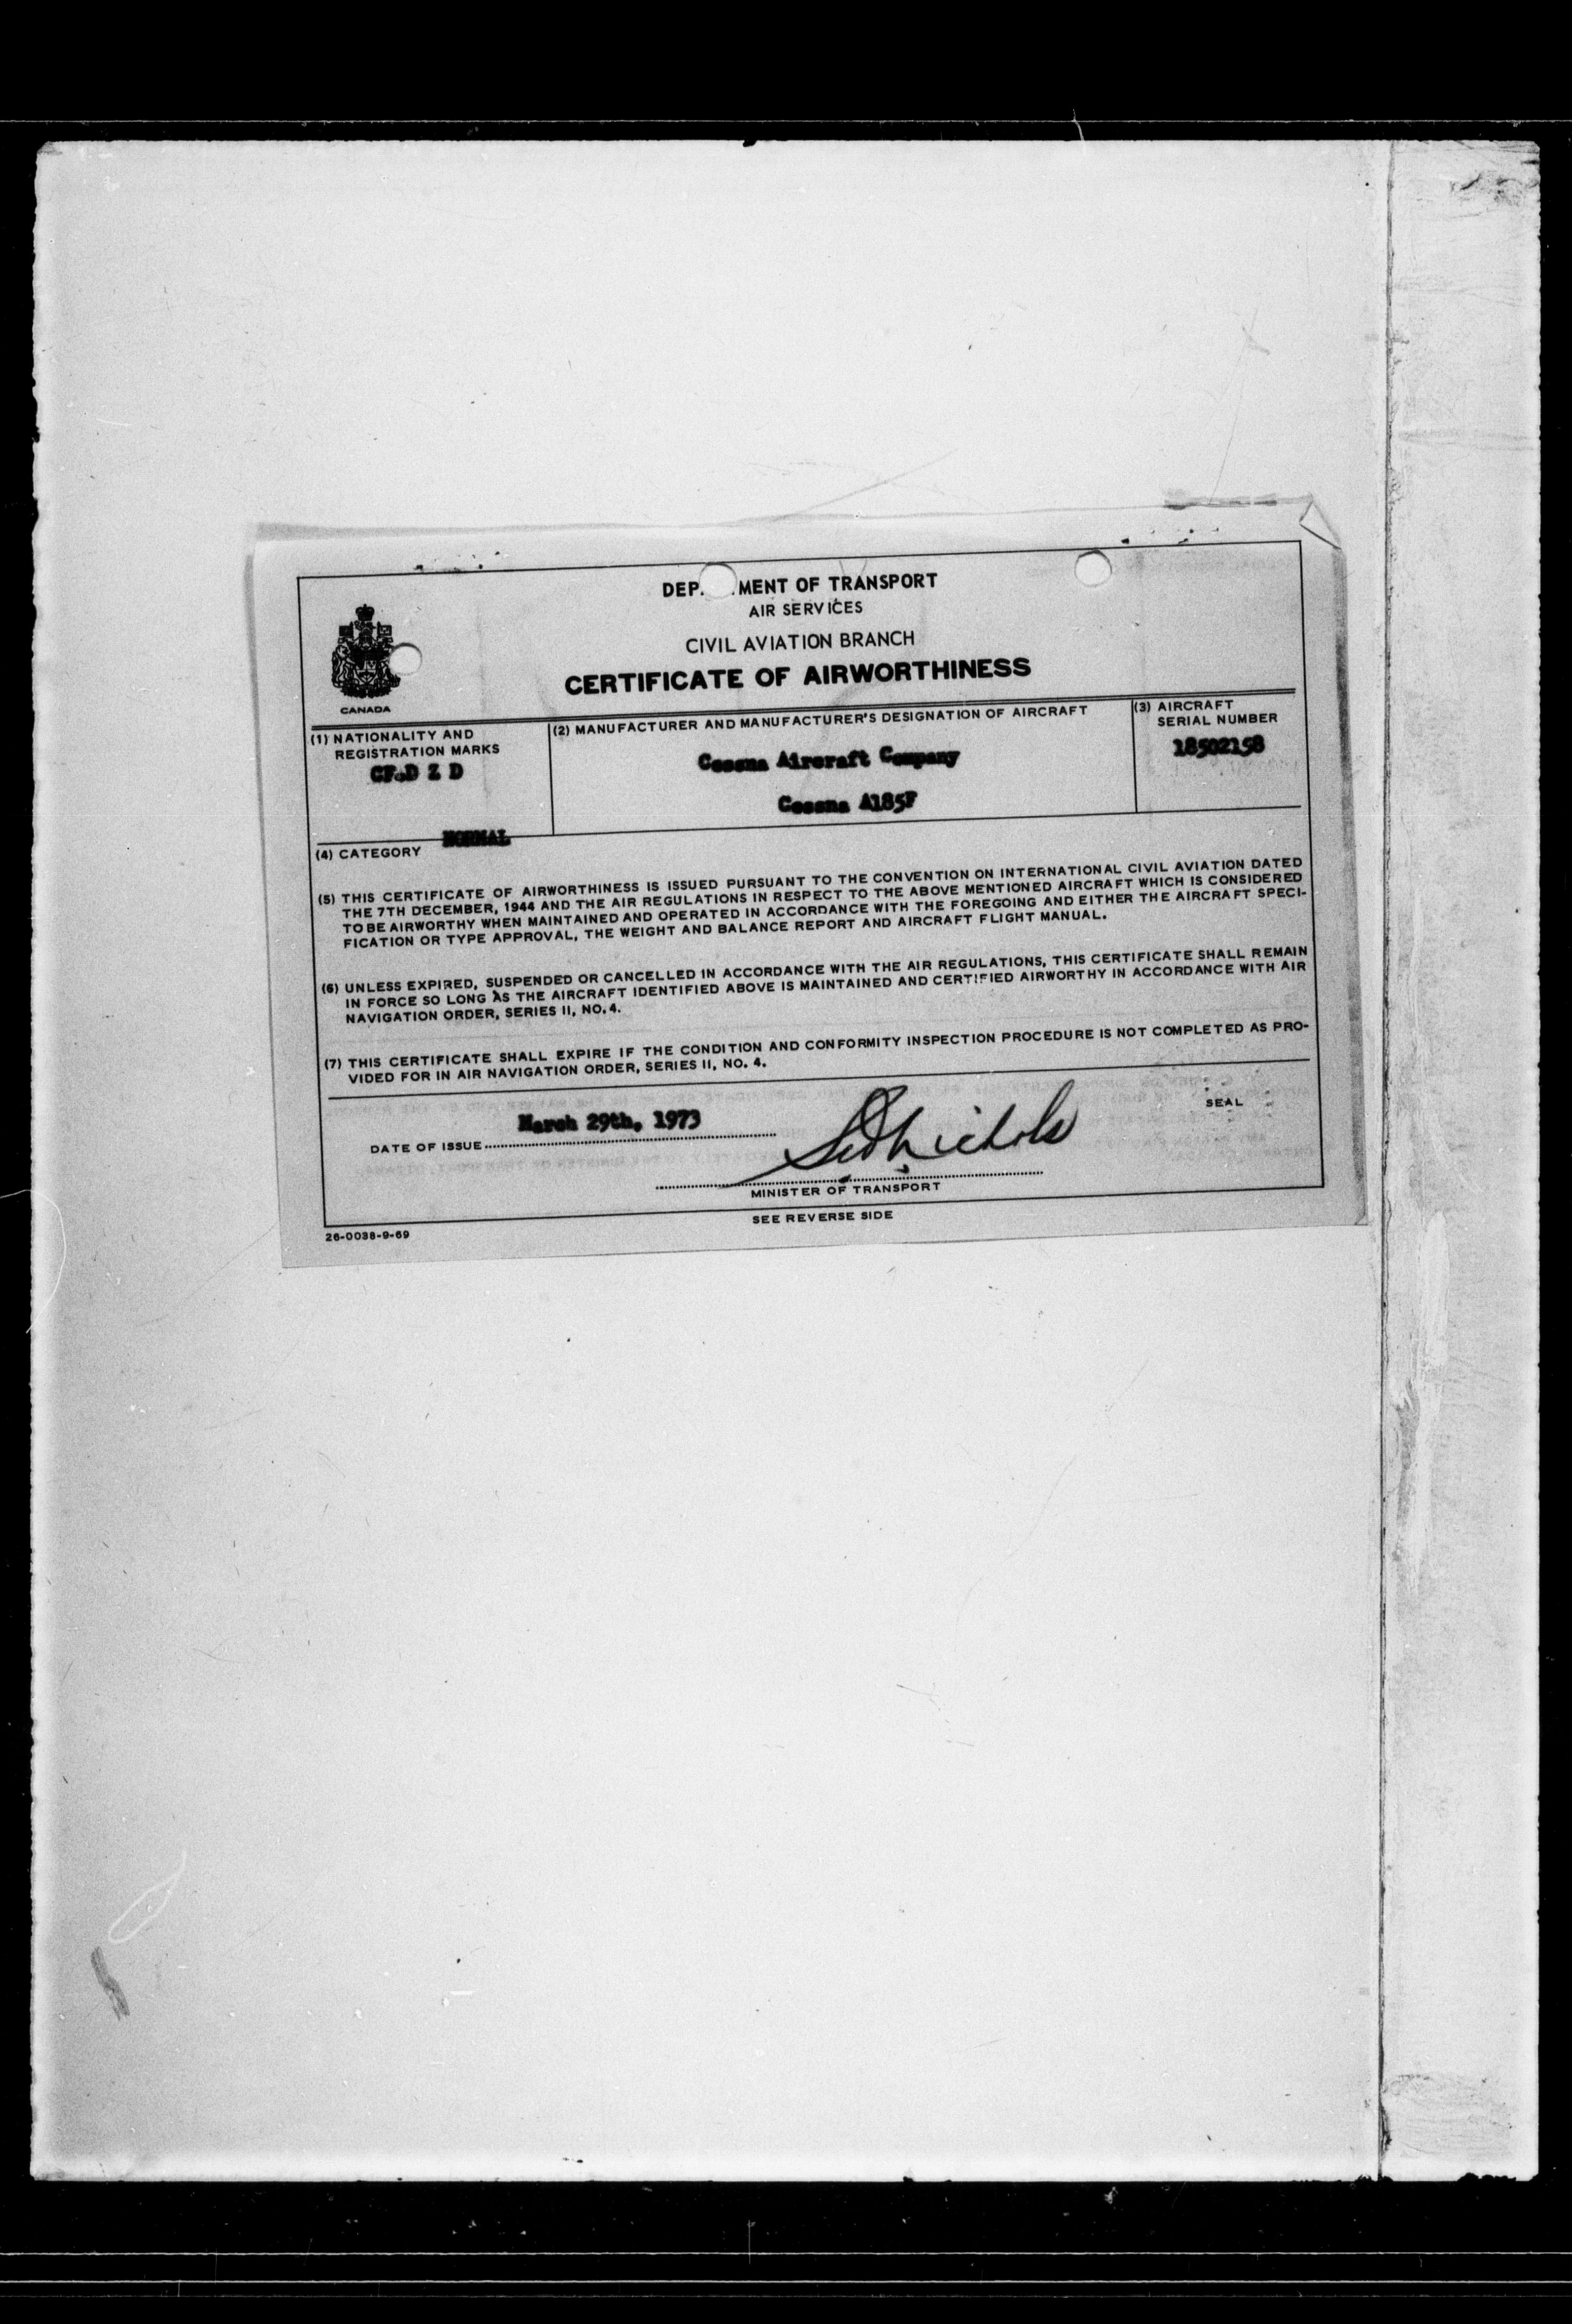 DEP. MENT OF TRANSPORT
AIR SERVICES
CIVIL AVIATION BRANCH
CERTIFICATE OF AIRWORTHINESS
CANADA
(1) NATIONALITY AND
REGISTRATION MARKS
CF-D Z D
(2) MANUFACTURER AND MANUFACTURER'S DESIGNATION OF AIRCRAFT
Cessna Aircraft Company
Cessna A185F
(3) AIRCRAFT
SERIAL NUMBER
18502158
(4) CATEGORY NORMAL
(5) THIS CERTIFICATE OF AIRWORTHINESS IS ISSUED PURSUANT TO THE CONVENTION ON INTERNATIONAL CIVIL AVIATION DATED
THE 7TH DECEMBER, 1944 AND THE AIR REGULATIONS IN RESPECT TO THE ABOVE MENTIONED AIRCRAFT WHICH IS CONSIDERED
TO BE AIRWORTHY WHEN MAINTAINED AND OPERATED IN ACCORDANCE WITH THE FOREGOING AND EITHER THE AIRCRAFT SPECI-
FICATION OR TYPE APPROVAL, THE WEIGHT AND BALANCE REPORT AND AIRCRAFT FLIGHT MANUAL.
(6) UNLESS EXPIRED, SUSPENDED OR CANCELLED IN ACCORDANCE WITH THE AIR REGULATIONS, THIS CERTIFICATE SHALL REMAIN
IN FORCE SO LONG AS THE AIRCRAFT IDENTIFIED ABOVE IS MAINTAINED AND CERTIFIED AIRWORTHY IN ACCORDANCE WITH AIR
NAVIGATION ORDER, SERIES II, NO. 4.
(7) THIS CERTIFICATE SHALL EXPIRE IF THE CONDITION AND CONFORMITY INSPECTION PROCEDURE IS NOT COMPLETED AS PRO-
VIDED FOR IN AIR NAVIGATION ORDER, SERIES II, NO. 4.
DATE OF ISSUE March 29th, 1973
SEAL
MINISTER OF TRANSPORT
SEE REVERSE SIDE
26-0038-9-69